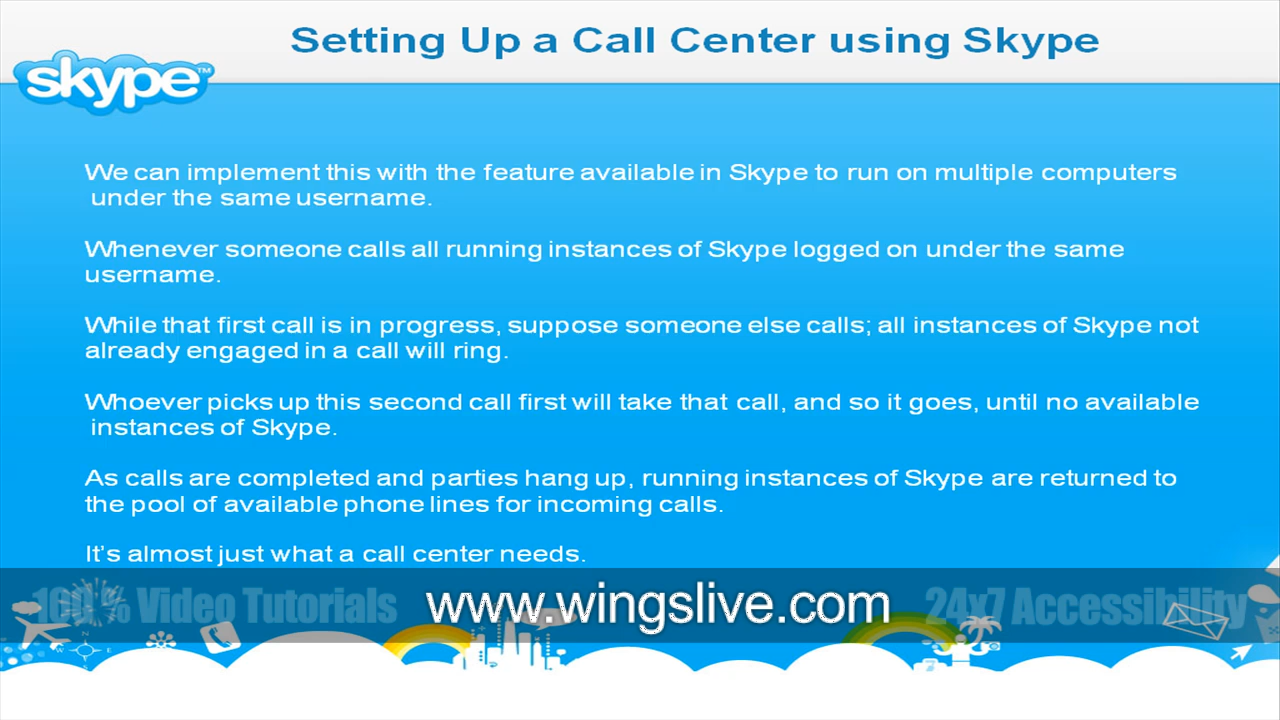 Setting Up a Call Center using Skype
skype™
We can implement this with the feature available in Skype to run on multiple computers
under the same username.
Whenever someone calls all running instances of Skype logged on under the same
username.
While that first call is in progress, suppose someone else calls; all instances of Skype not
already engaged in a call will ring.
Whoever picks up this second call first will take that call, and so it goes, until no available
instances of Skype.
As calls are completed and parties hang up, running instances of Skype are returned to
the pool of available phone lines for incoming calls.
It's almost just what a call center needs.
100% Video Tutorials
www.wingslive.com
24x7 Accessibility
N
W E